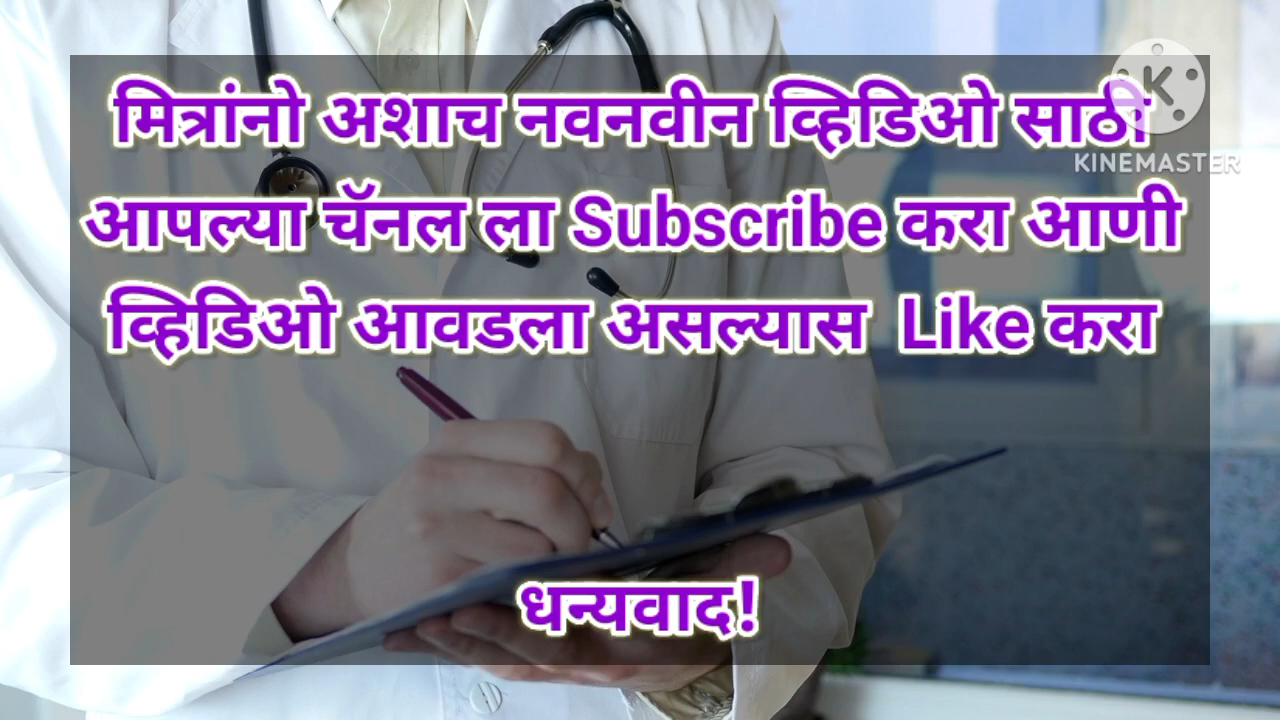 मित्रांनो अशाच नवनवीन व्हिडिओ साठी
आपल्या चॅनल ला Subscribe करा आणी
व्हिडिओ आवडला असल्यास Like करा
धन्यवाद!
K
KINEMASTER